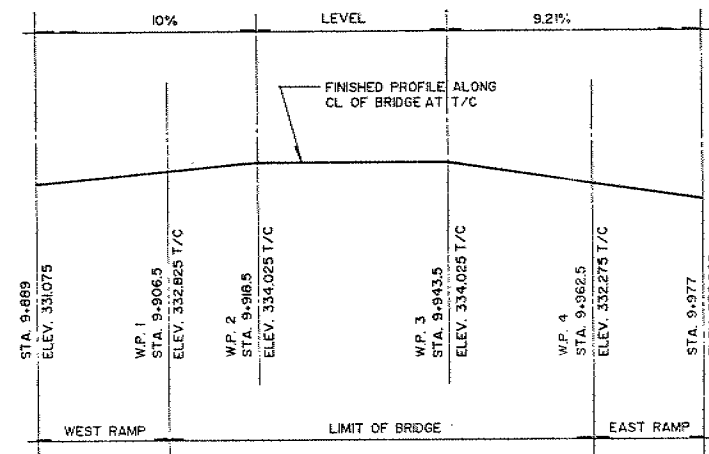 10%
LEVEL
9.21%
FINISHED PROFILE ALONG
CL OF BRIDGE AT T/C
STA. 9+889
ELEV. 331.075
W.P. 1
STA. 9+906.5
ELEV. 332.825 T/C
W.P. 2
STA. 9+918.5
ELEV. 334.025 T/C
W.P. 3
STA. 9+943.5
ELEV. 334.025 T/C
W.P. 4
STA. 9+962.5
ELEV. 332.275 T/C
STA. 9+977
WEST RAMP
LIMIT OF BRIDGE
EAST RAMP